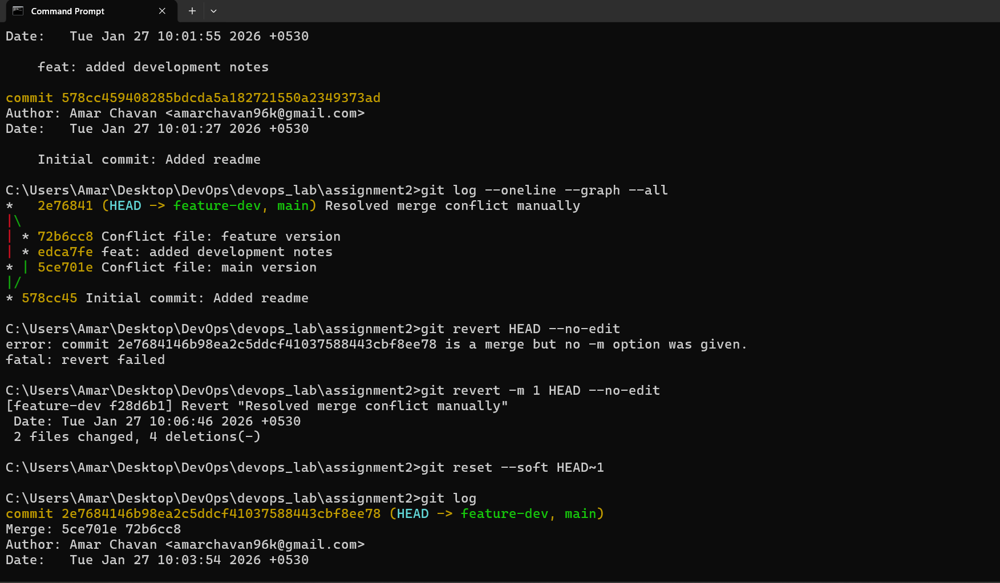 Command Prompt
Date:   Tue Jan 27 10:01:55 2026 +0530
    feat: added development notes
commit 578cc459408285bdcda5a182721550a2349373ad
Author: Amar Chavan <amarchavan96k@gmail.com>
Date:   Tue Jan 27 10:01:27 2026 +0530
    Initial commit: Added readme
C:\Users\Amar\Desktop\DevOps\devops_lab\assignment2>git log --oneline --graph --all
*   2e76841 (HEAD -> feature-dev, main) Resolved merge conflict manually
|\
| * 72b6cc8 Conflict file: feature version
| * edca7fe feat: added development notes
* | 5ce701e Conflict file: main version
|/
* 578cc45 Initial commit: Added readme
C:\Users\Amar\Desktop\DevOps\devops_lab\assignment2>git revert HEAD --no-edit
error: commit 2e7684146b98ea2c5ddcf41037588443cbf8ee78 is a merge but no -m option was given.
fatal: revert failed
C:\Users\Amar\Desktop\DevOps\devops_lab\assignment2>git revert -m 1 HEAD --no-edit
[feature-dev f28d6b1] Revert "Resolved merge conflict manually"
 Date: Tue Jan 27 10:06:46 2026 +0530
 2 files changed, 4 deletions(-)
C:\Users\Amar\Desktop\DevOps\devops_lab\assignment2>git reset --soft HEAD~1
C:\Users\Amar\Desktop\DevOps\devops_lab\assignment2>git log
commit 2e7684146b98ea2c5ddcf41037588443cbf8ee78 (HEAD -> feature-dev, main)
Merge: 5ce701e 72b6cc8
Author: Amar Chavan <amarchavan96k@gmail.com>
Date:   Tue Jan 27 10:03:54 2026 +0530